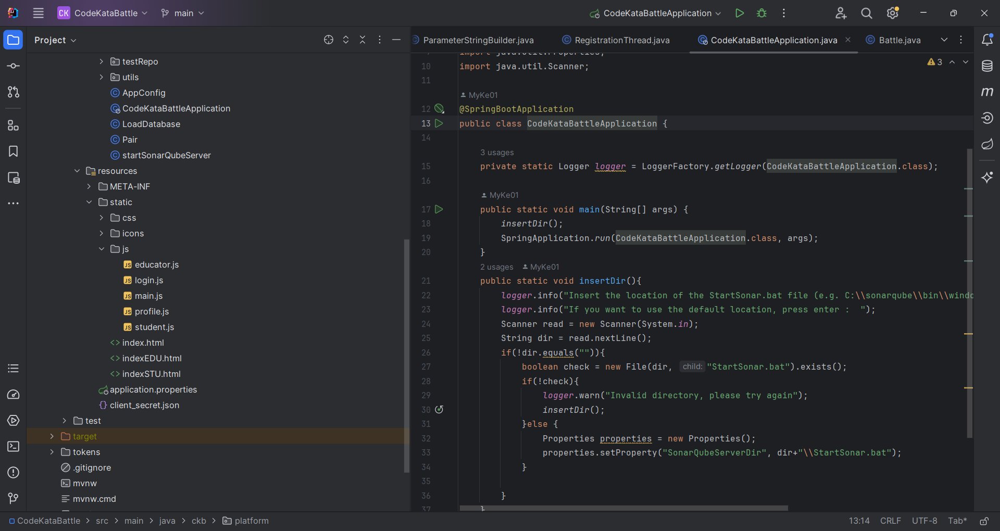 CK CodeKataBattle main CodeKataBattleApplication
Project
ParameterStringBuilder.java RegistrationThread.java CodeKataBattleApplication.java Battle.java
testRepo
utils
AppConfig
CodeKataBattleApplication
LoadDatabase
Pair
startSonarQubeServer
resources
META-INF
static
css
icons
js
educator.js
login.js
main.js
profile.js
student.js
index.html
indexEDU.html
indexSTU.html
application.properties
client_secret.json
test
target
tokens
.gitignore
mvnw
mvnw.cmd
3
import java.util.Properties;
10 import java.util.Scanner;
11
MyKe01
12 @SpringBootApplication
13 public class CodeKataBattleApplication {
14
3 usages
15 private static Logger logger = LoggerFactory.getLogger(CodeKataBattleApplication.class);
16
MyKe01
17 public static void main(String[] args) {
18 insertDir();
19 SpringApplication.run(CodeKataBattleApplication.class, args);
20 }
2 usages MyKe01
21 public static void insertDir(){
22 logger.info("Insert the location of the StartSonar.bat file (e.g. C:\\sonarqube\\bin\\windo
23 logger.info("If you want to use the default location, press enter :  ");
24 Scanner read = new Scanner(System.in);
25 String dir = read.nextLine();
26 if(!dir.equals("")){
27 boolean check = new File(dir, child: "StartSonar.bat").exists();
28 if(!check){
29 logger.warn("Invalid directory, please try again");
30 insertDir();
31 }else {
32 Properties properties = new Properties();
33 properties.setProperty("SonarQubeServerDir", dir+"\\StartSonar.bat");
34 }
35
36 }
37 }
CodeKataBattle > src > main > java > ckb > platform
13:14 CRLF UTF-8 Tab*